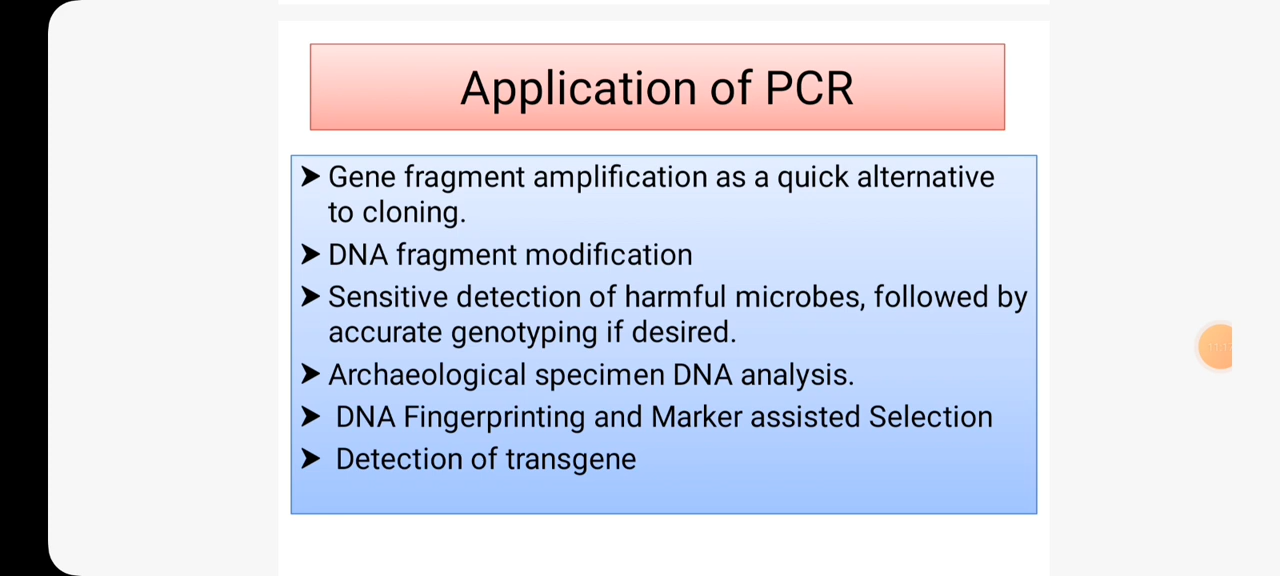 Application of PCR
➤ Gene fragment amplification as a quick alternative
to cloning.
➤ DNA fragment modification
➤ Sensitive detection of harmful microbes, followed by
accurate genotyping if desired.
➤ Archaeological specimen DNA analysis.
➤ DNA Fingerprinting and Marker assisted Selection
➤ Detection of transgene